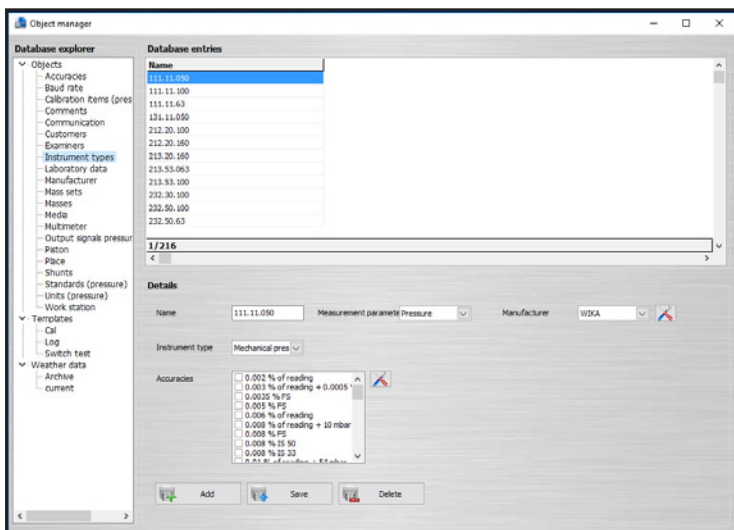 Object manager
Database explorer
Objects
Accuracies
Baud rate
Calibration items (pres
Comments
Communication
Customers
Examiners
Instrument types
Laboratory data
Manufacturer
Mass sets
Masses
Media
Multimeter
Output signals pressur
Piston
Place
Shunts
Standards (pressure)
Units (pressure)
Work station
Templates
Cal
Log
Switch test
Weather data
Archive
current
Database entries
Name
111.11.050
111.11.100
111.11.63
131.11.050
212.20.100
212.20.160
213.20.160
213.53.063
213.53.100
232.30.100
232.50.100
232.50.63
1/216
Details
Name 111.11.050 Measurement paramete Pressure Manufacturer WIKA
Instrument type Mechanical pres
Accuracies
0.002 % of reading
0.003 % of reading + 0.0005 %
0.0035 % FS
0.005 % FS
0.006 % of reading
0.008 % of reading + 10 mbar
0.008 % FS
0.008 % IS 50
0.008 % IS 33
Add Save Delete